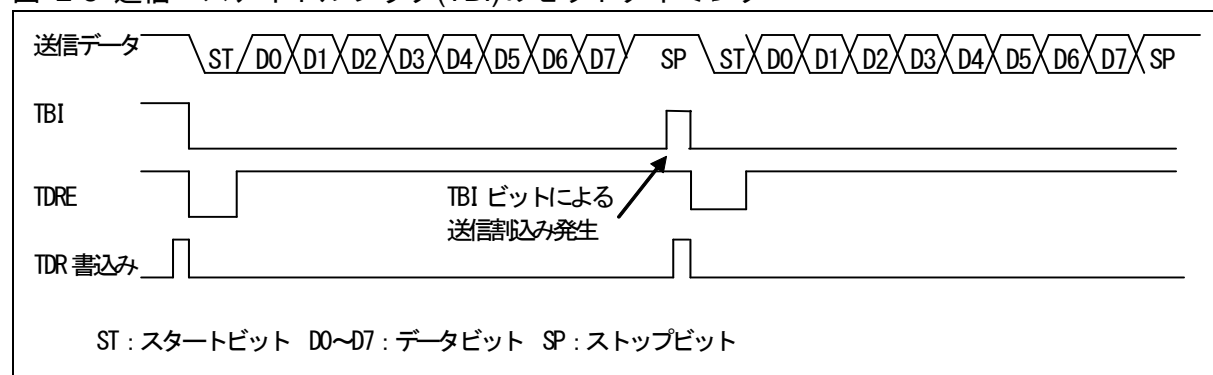 送信データ ST D0 D1 D2 D3 D4 D5 D6 D7 SP ST D0 D1 D2 D3 D4 D5 D6 D7 SP
TBI
TDRE
TBI ビットによる
送信割込み発生
TDR 書込み
ST:スタートビット D0~D7:データビット SP:ストップビット